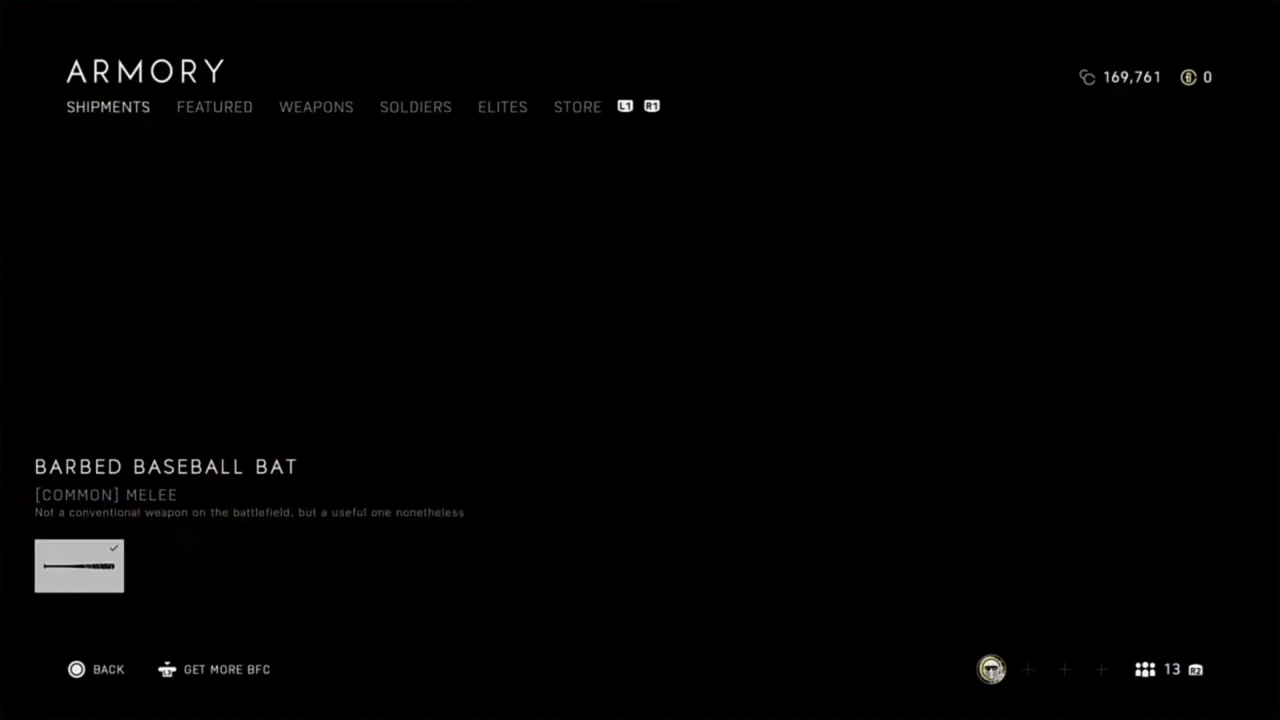 ARMORY
SHIPMENTS FEATURED WEAPONS SOLDIERS ELITES STORE L1 R1
169,761 0
BARBED BASEBALL BAT
[COMMON] MELEE
Not a conventional weapon on the battlefield, but a useful one nonetheless.
BACK GET MORE BFC
13 R2